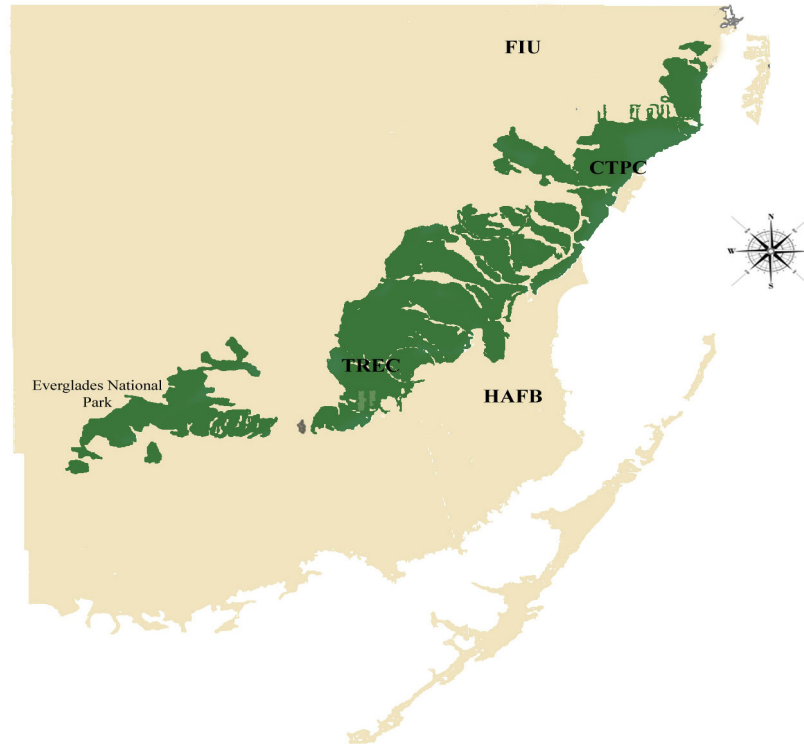 FIU
CTPC
N
W
S
TREC
Everglades National
Park
HAFB